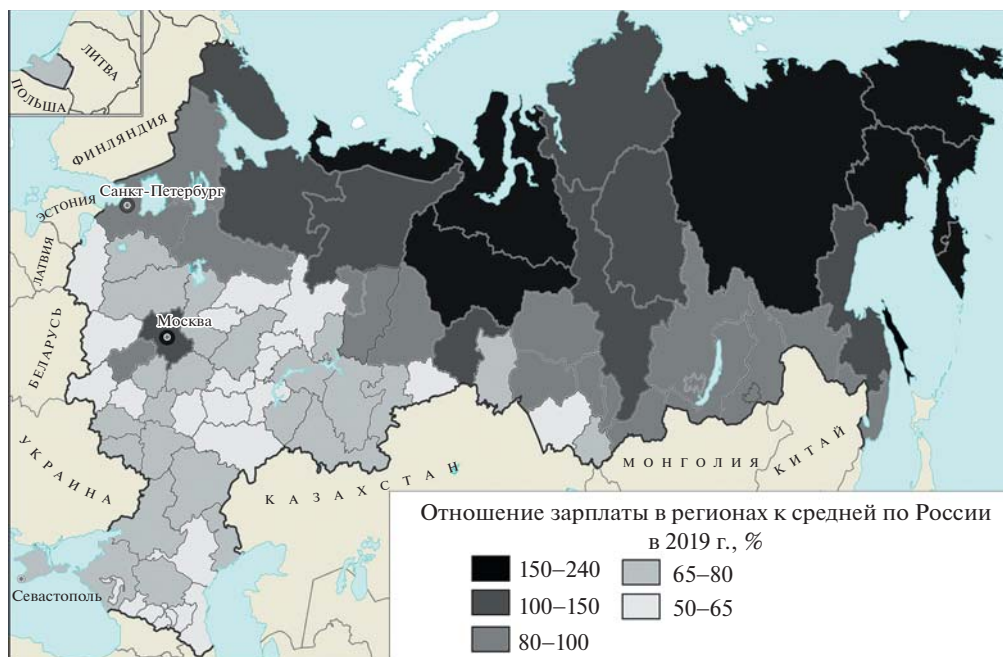 ЛИТВА
ПОЛЬША
ФИНЛЯНДИЯ
Санкт-Петербург
ЭСТОНИЯ
ЛАТВИЯ
Москва
БЕЛАРУСЬ
УКРАИНА
КАЗАХСТАН
МОНГОЛИЯ
КИТАЙ
Севастополь
Отношение зарплаты в регионах к средней по России
в 2019 г., %
150–240
65–80
100–150
50–65
80–100